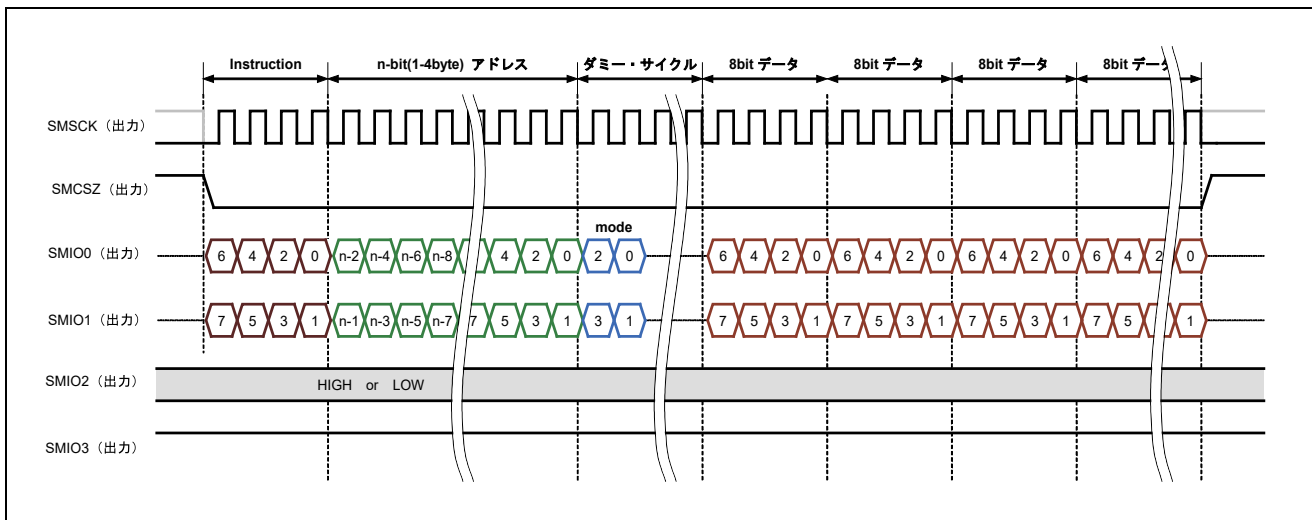 Instruction n-bit(1-4byte) アドレス ダミー・サイクル 8bit データ 8bit データ 8bit データ 8bit データ
SMSCK（出力）
SMCSZ（出力）
mode
SMIO0（出力） 6 4 2 0 n-2 n-4 n-6 n-8 4 2 0 2 0 6 4 2 0 6 4 2 0 6 4 2 0 6 4 2 0
SMIO1（出力） 7 5 3 1 n-1 n-3 n-5 n-7 7 5 3 1 3 1 7 5 3 1 7 5 3 1 7 5 3 1 7 5 1
SMIO2（出力） HIGH or LOW
SMIO3（出力）